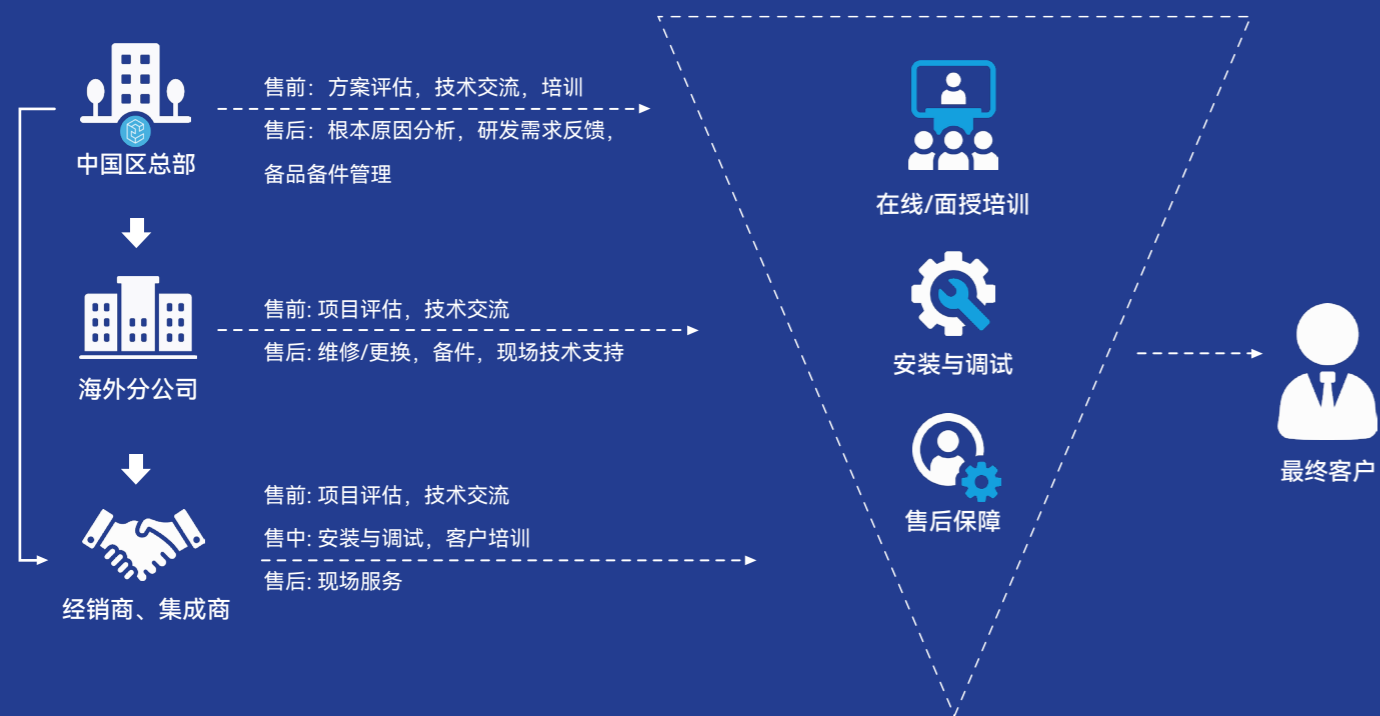 售前：方案评估，技术交流，培训
售后：根本原因分析，研发需求反馈，
备品备件管理
中国区总部
在线/面授培训
售前: 项目评估，技术交流
售后: 维修/更换，备件，现场技术支持
海外分公司
安装与调试
最终客户
售前: 项目评估，技术交流
售中: 安装与调试，客户培训
售后: 现场服务
经销商、集成商
售后保障